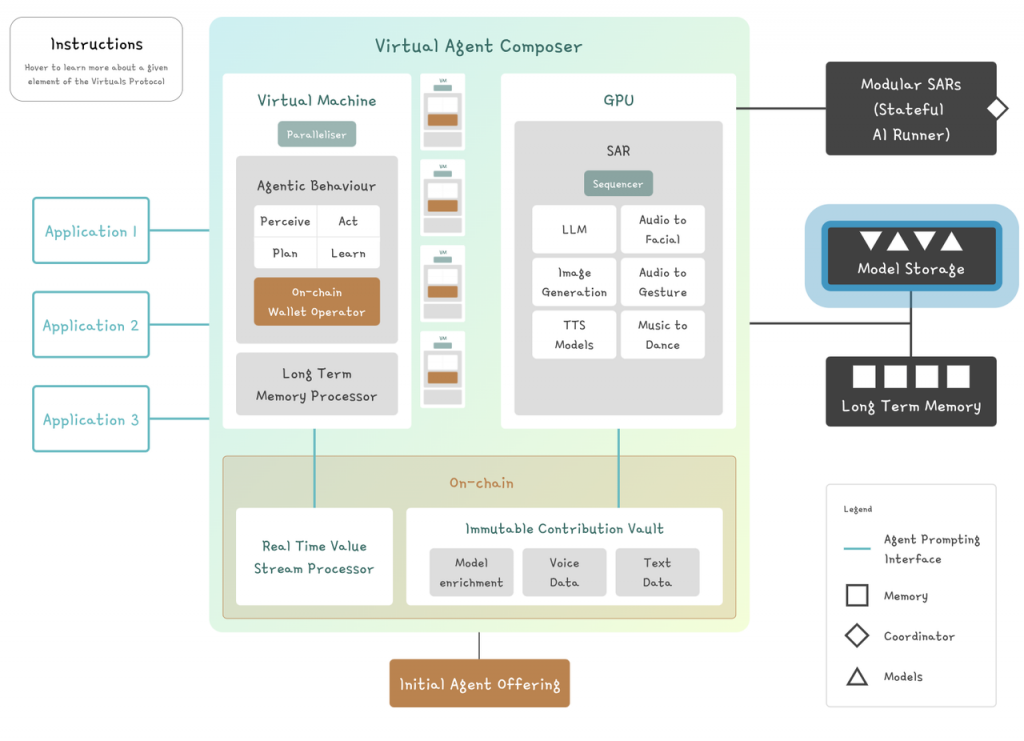 Instructions
Hover to learn more about a given
element of the Virtuals Protocol
Virtual Agent Composer
Virtual Machine
Paralleliser
Agentic Behaviour
Perceive
Act
Plan
Learn
On-chain
Wallet Operator
Long Term
Memory Processor
VM
VM
VM
VM
GPU
SAR
Sequencer
LLM
Audio to
Facial
Image
Generation
Audio to
Gesture
TTS
Models
Music to
Dance
Application 1
Application 2
Application 3
Modular SARs
(Stateful
AI Runner)
Model Storage
Long Term Memory
On-chain
Real Time Value
Stream Processor
Immutable Contribution Vault
Model
enrichment
Voice
Data
Text
Data
Initial Agent Offering
Legend
Agent Prompting
Interface
Memory
Coordinator
Models